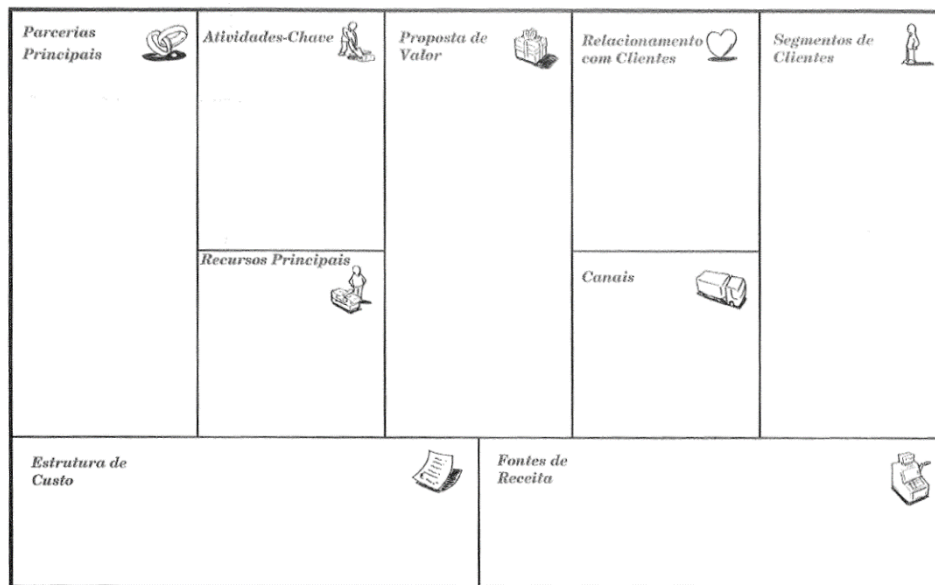 Parcerias
Principais
Atividades-Chave
Proposta de
Valor
Relacionamento
com Clientes
Segmentos de
Clientes
Recursos Principais
Canais
Estrutura de
Custo
Fontes de
Receita